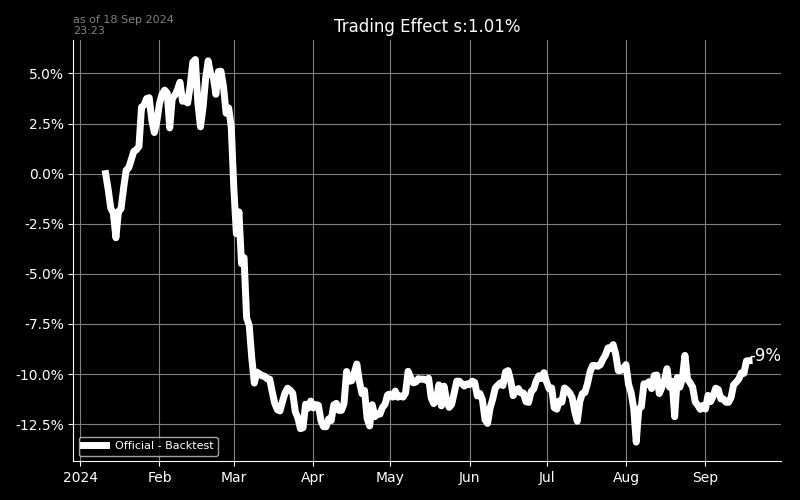 as of 18 Sep 2024
23:23
Trading Effect s:1.01%
5.0%
2.5%
0.0%
-2.5%
-5.0%
-7.5%
-10.0%
-12.5%
-9%
Official - Backtest
2024 Feb Mar Apr May Jun Jul Aug Sep